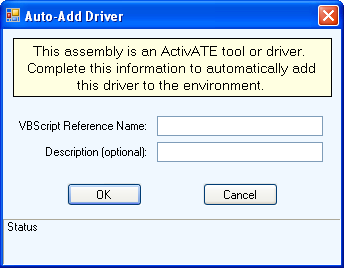 Auto-Add Driver
This assembly is an ActivATE tool or driver.
Complete this information to automatically add
this driver to the environment.
VBScript Reference Name:
Description (optional):
OK Cancel
Status